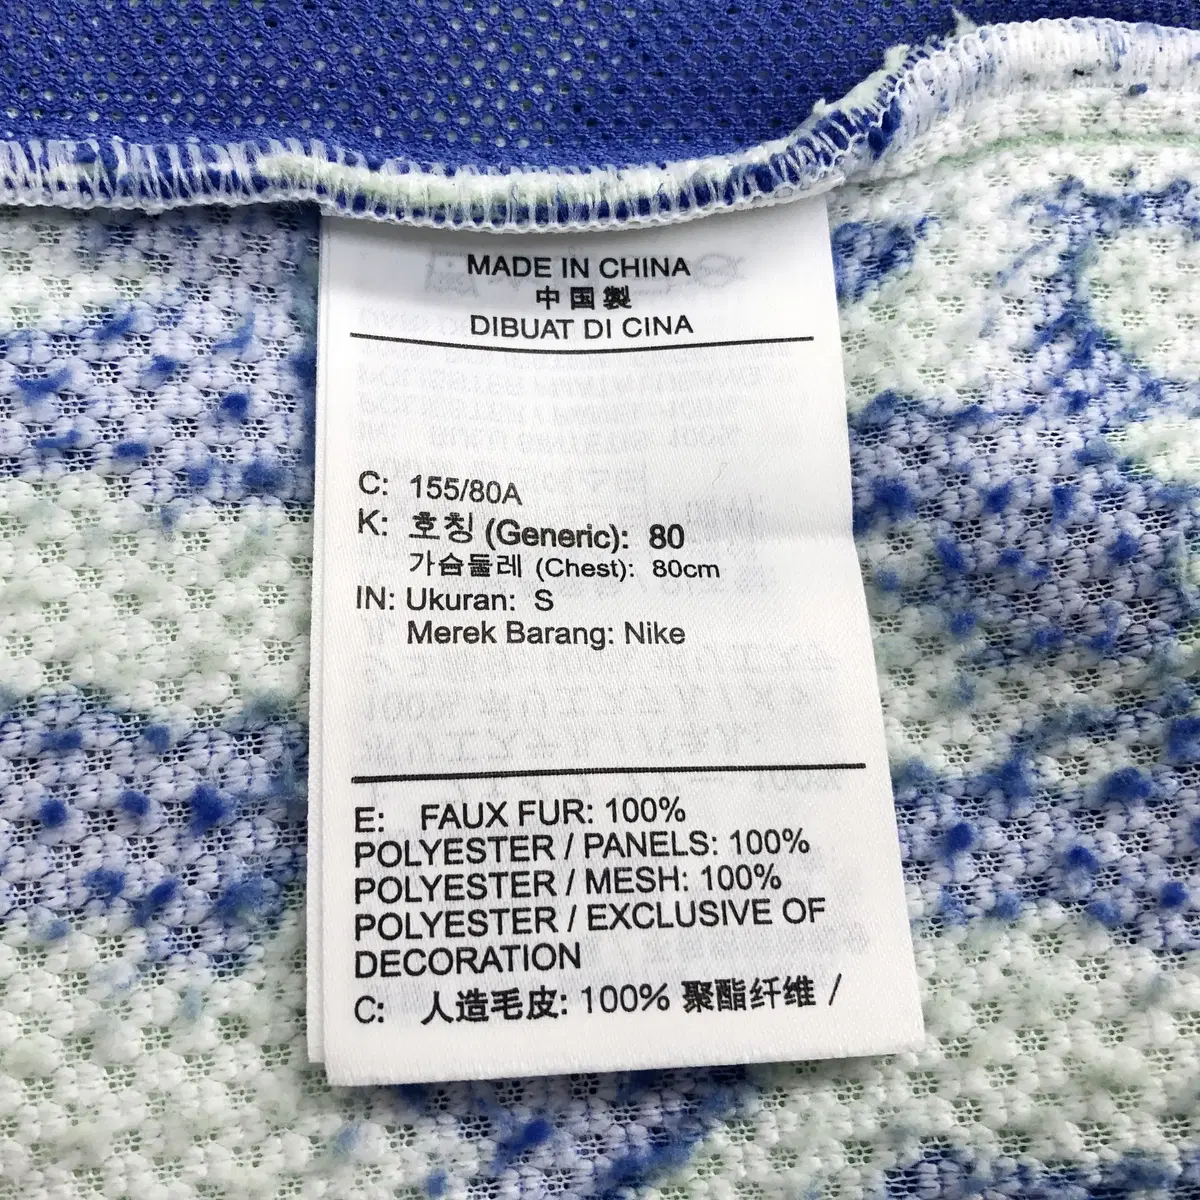 MADE IN CHINA
中国製
DIBUAT DI CINA
C: 155/80A
K: 호칭 (Generic): 80
가슴둘레 (Chest): 80cm
IN: Ukuran: S
Merek Barang: Nike
E: FAUX FUR: 100%
POLYESTER / PANELS: 100%
POLYESTER / MESH: 100%
POLYESTER / EXCLUSIVE OF
DECORATION
C: 人造毛皮: 100% 聚酯纤维 /